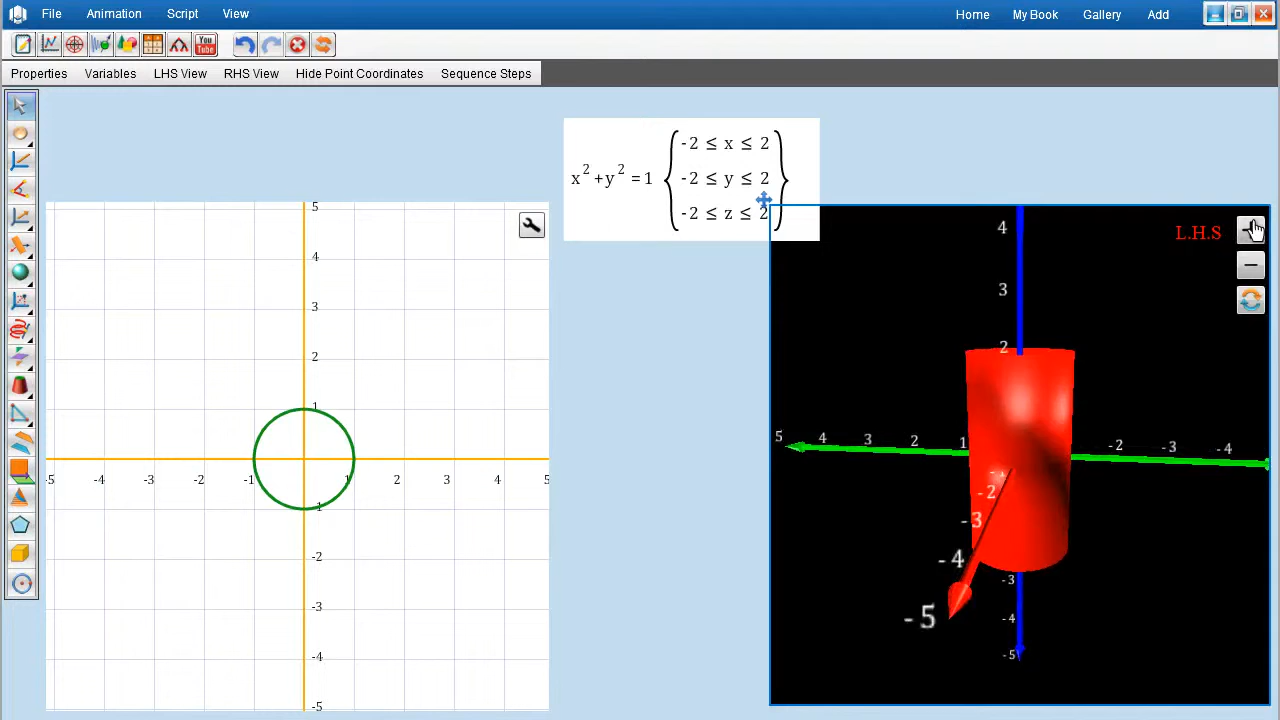 File Animation Script View Home My Book Gallery Add
You Tube
Properties Variables LHS View RHS View Hide Point Coordinates Sequence Steps
x² + y² = 1 { -2 ≤ x ≤ 2
-2 ≤ y ≤ 2
-2 ≤ z ≤ 2 }
5
4
3
2
1
-5 -4 -3 -2 -1 1 2 3 4 5
-1
-2
-3
-4
-5
L.H.S
4
3
2
5 4 3 2 1 -2 -3 -4
-1
-2
-3
-4
-5
-3
-4
-5